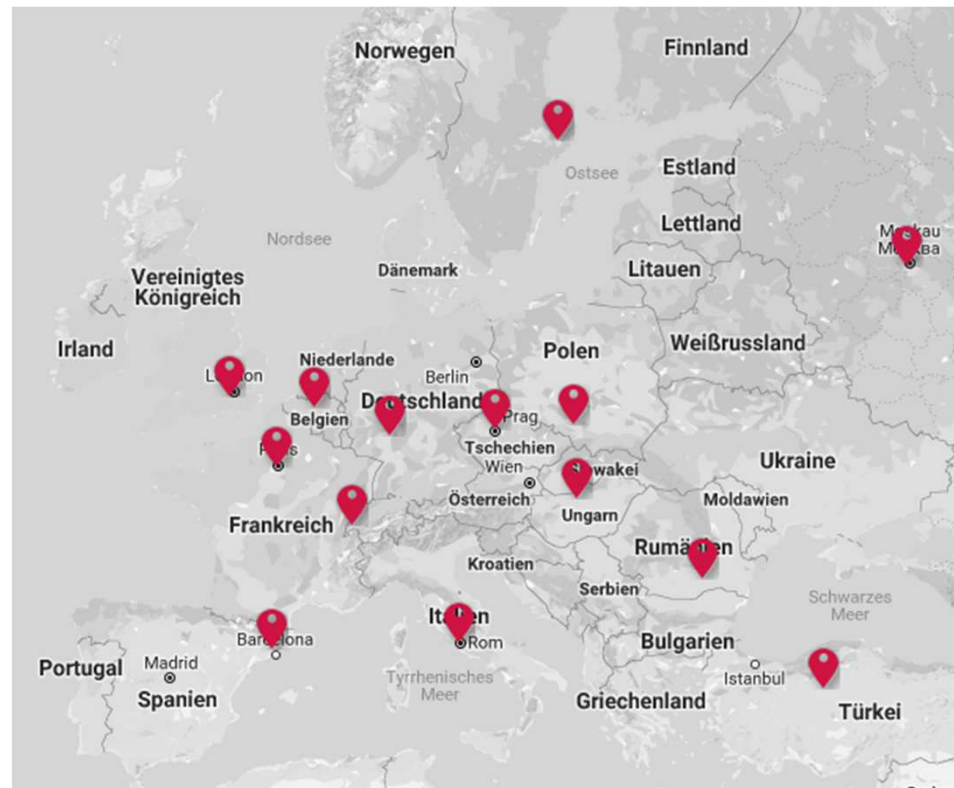 Norwegen
Finnland
Estland
Ostsee
Lettland
Nordsee
Dänemark
Litauen
Vereinigtes
Königreich
Irland
Weißrussland
Polen
Niederlande
Berlin
Belgien
Prag
Tschechien
Wien
Ukraine
Österreich
Moldawien
Ungarn
Frankreich
Kroatien
Serbien
Schwarzes
Meer
Bulgarien
Rom
Portugal
Madrid
Spanien
Tyrrhenisches
Meer
Istanbul
Griechenland
Türkei